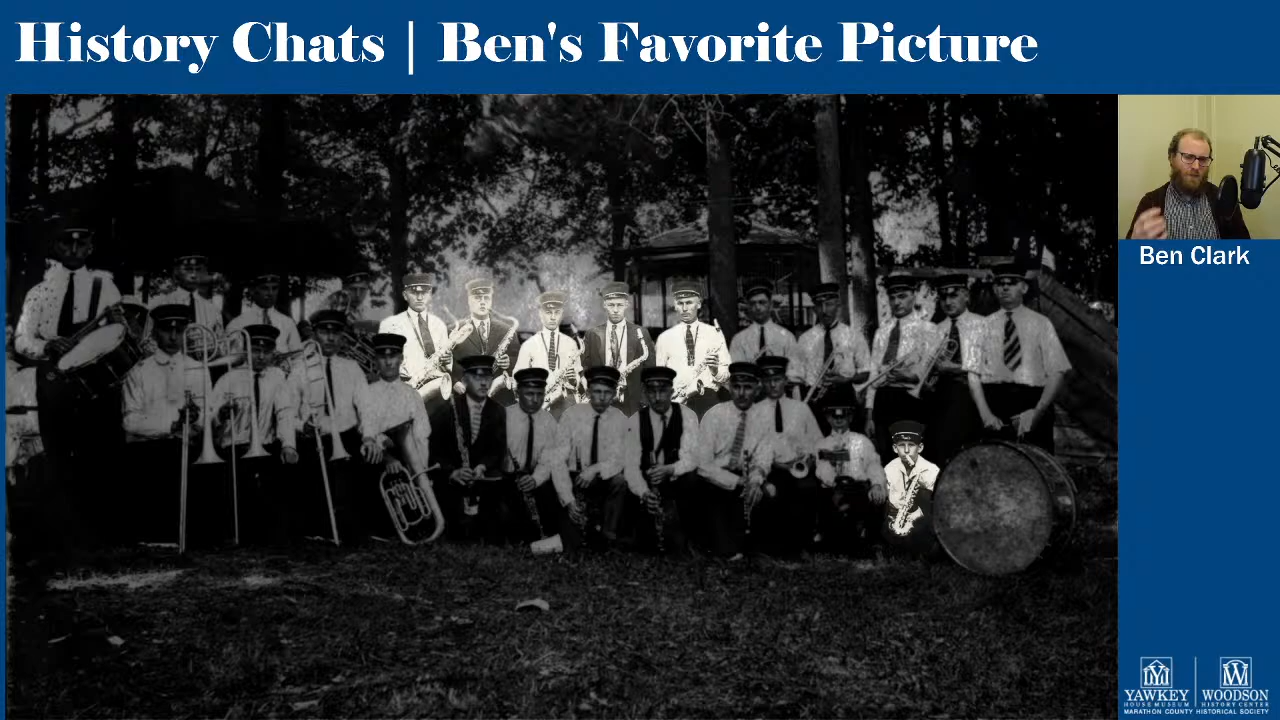 History Chats | Ben's Favorite Picture
Ben Clark
YAWKEY
HOUSE MUSEUM
WOODSON
HISTORY CENTER
MARATHON COUNTY HISTORICAL SOCIETY